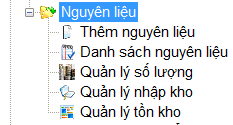 Nguyên liệu
Thêm nguyên liệu
Danh sách nguyên liệu
Quản lý số lượng
Quản lý nhập kho
Quản lý tồn kho